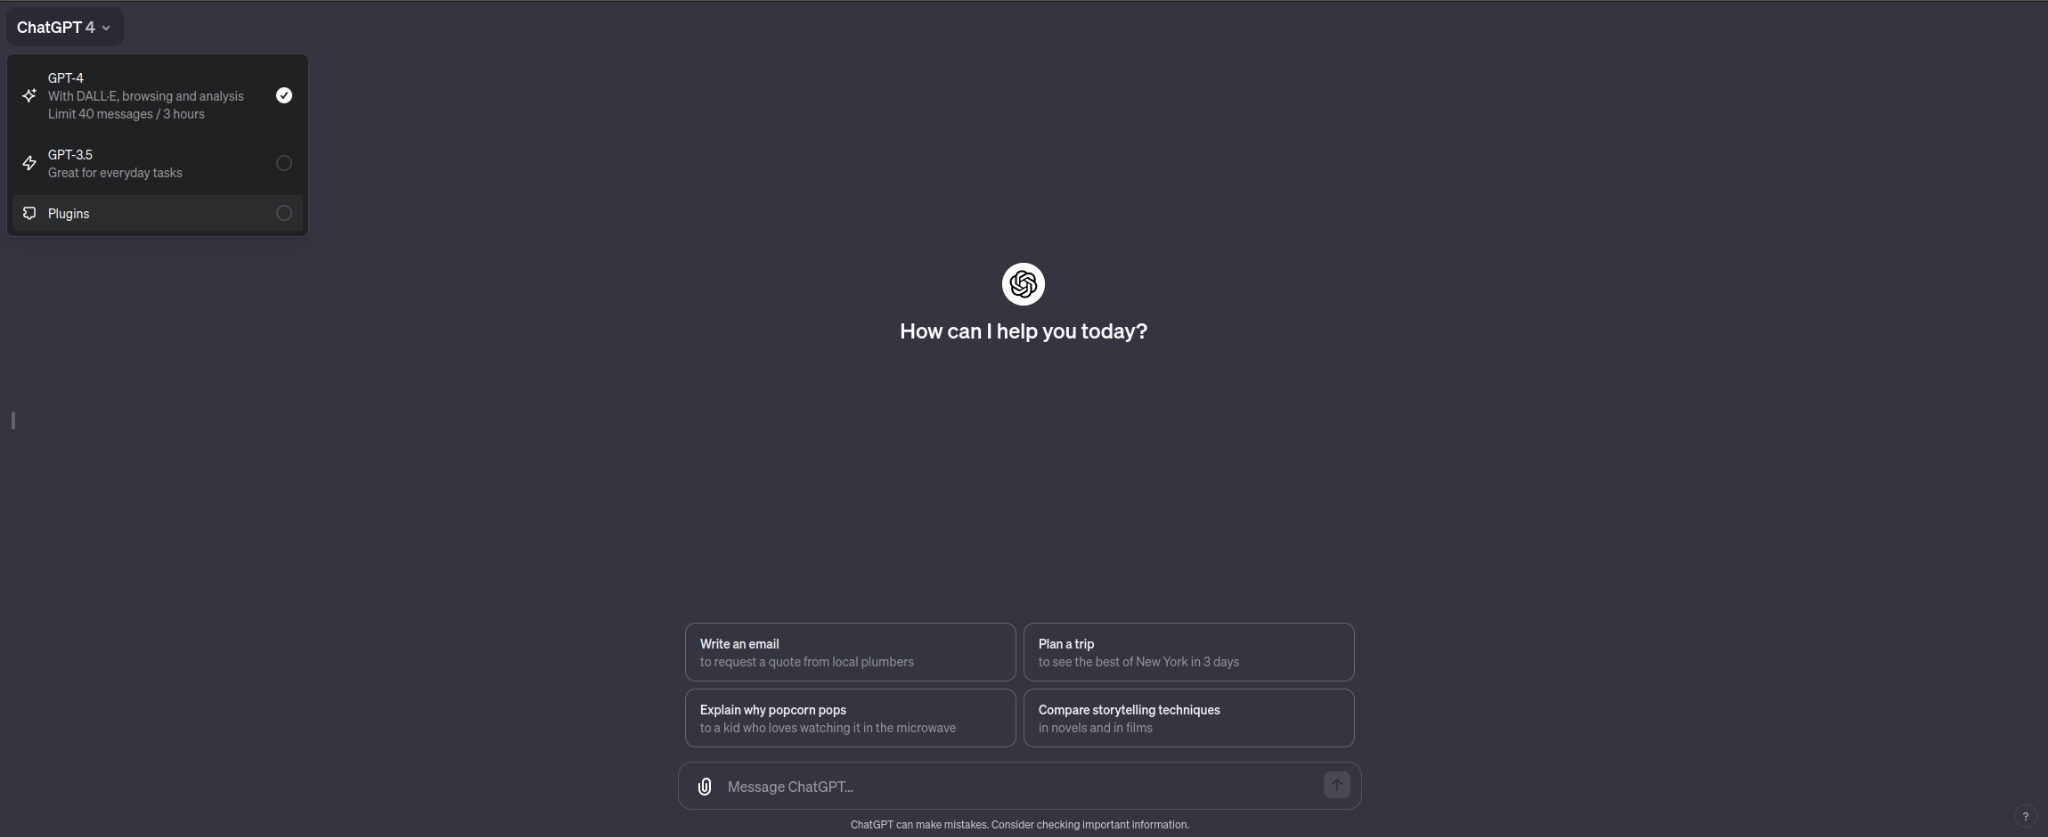 ChatGPT 4
GPT-4
With DALL·E, browsing and analysis
Limit 40 messages / 3 hours
GPT-3.5
Great for everyday tasks
Plugins
How can I help you today?
Write an email
to request a quote from local plumbers
Plan a trip
to see the best of New York in 3 days
Explain why popcorn pops
to a kid who loves watching it in the microwave
Compare storytelling techniques
in novels and in films
Message ChatGPT...
ChatGPT can make mistakes. Consider checking important information.
?